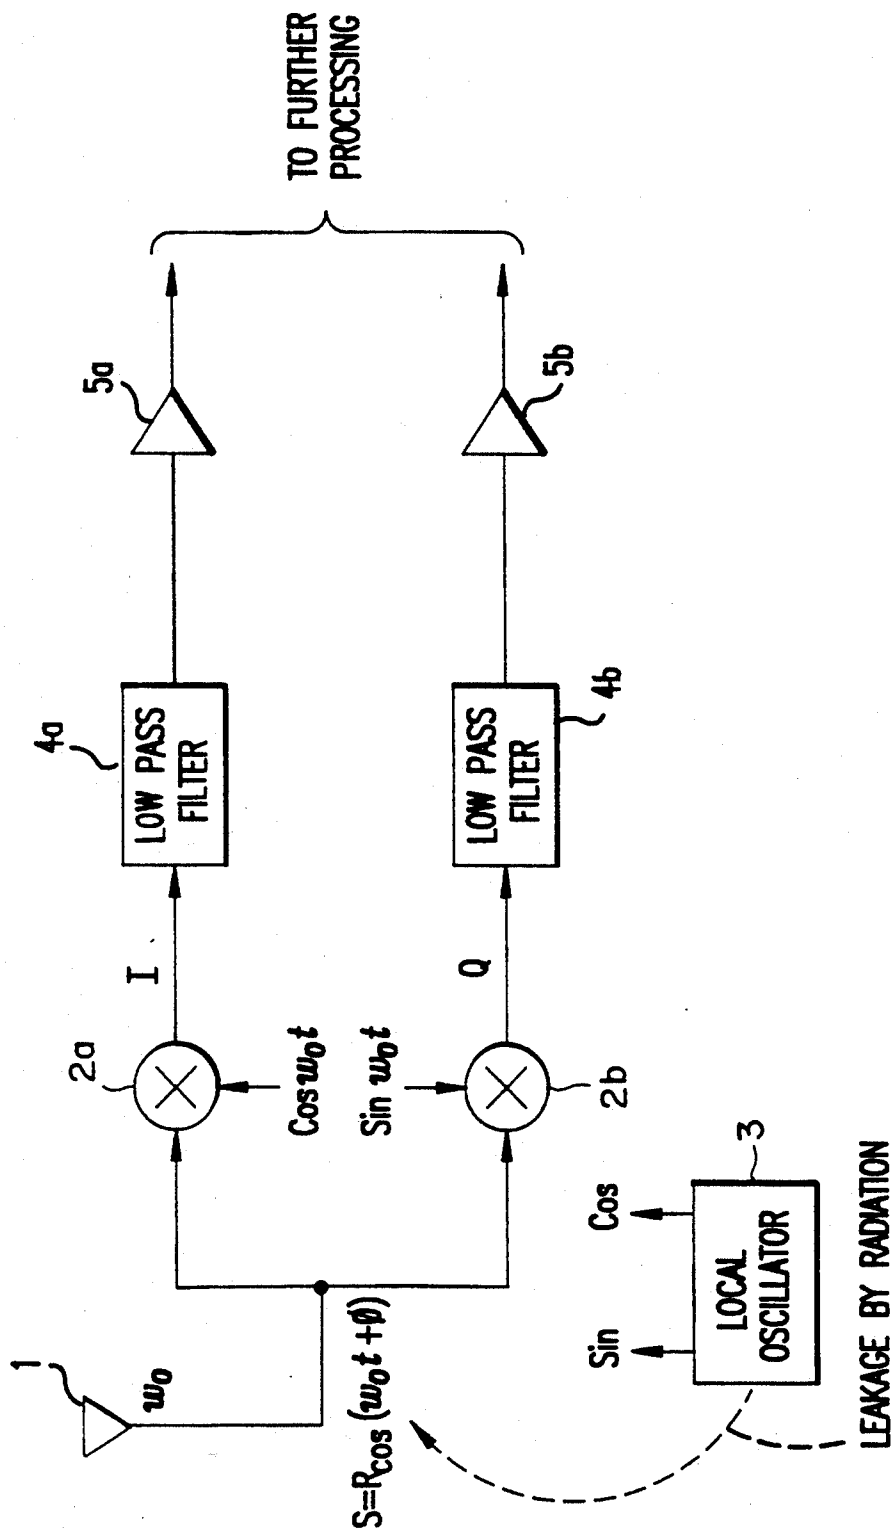 1
w₀
S=Rcos (w₀t+ø)
2a
I
Cos w₀t
Sin w₀t
2b
Q
4a
LOW PASS
FILTER
LOW PASS
FILTER
4b
5a
5b
TO FURTHER
PROCESSING
Sin
Cos
3
LOCAL
OSCILLATOR
LEAKAGE BY RADIATION